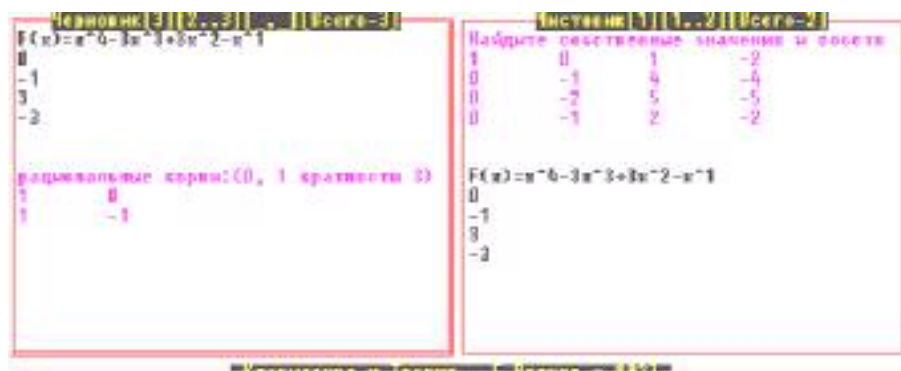 Черновик[3][2..3][ , ][Всего-3]
F(x)=x^4-3x^3+3x^2-x^1
0
-1
3
-3
рациональные корни:(0, 1 кратности 3)
1 0
1 -1
Чистовик[1][1..2][Всего-2]
Найдите собственные значения и
1 0 1 -2
0 -1 4 -4
0 -2 5 -5
0 -1 2 -2
F(x)=x^4-3x^3+3x^2-x^1
0
-1
3
-3